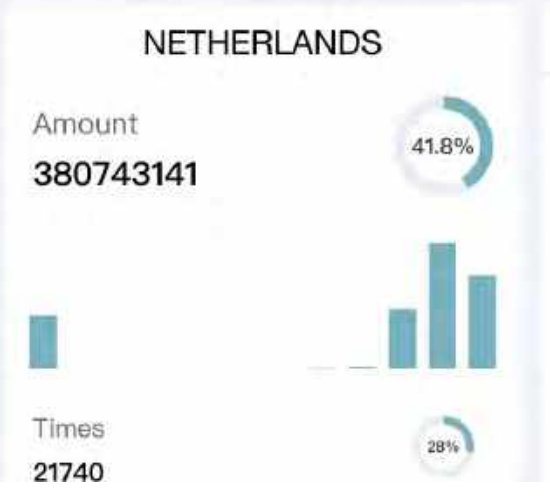 NETHERLANDS
Amount
41.8%
380743141
Times
28%
21740